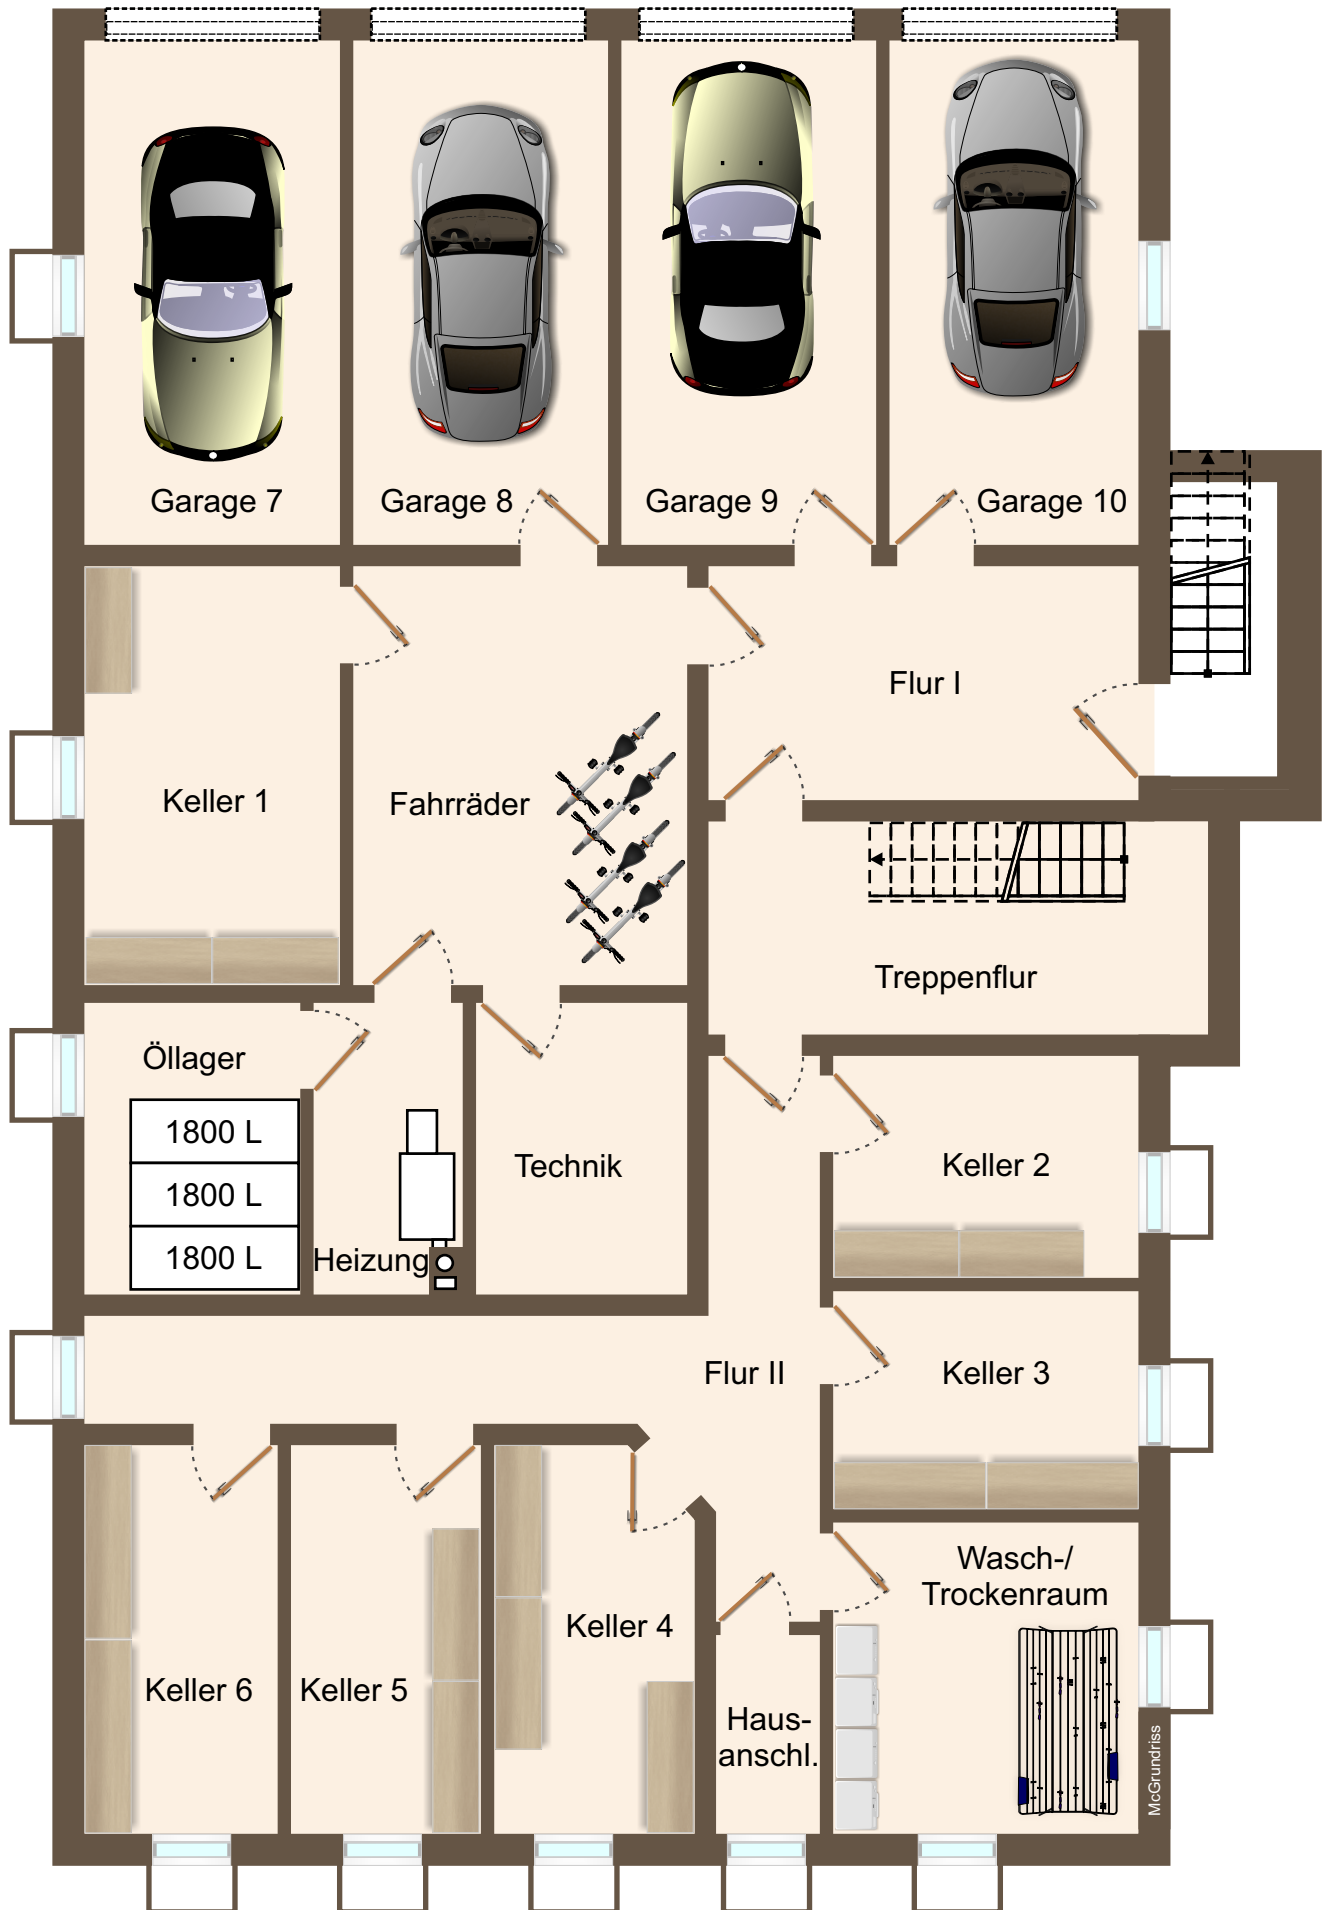 Garage 7
Garage 8
Garage 9
Garage 10
Flur I
Keller 1
Fahrräder
Treppenflur
Öllager
1800 L
1800 L
1800 L
Heizung
Technik
Keller 2
Flur II
Keller 3
Wasch-/
Trockenraum
Keller 4
Keller 5
Keller 6
Haus-
anschl.
McGrundriss